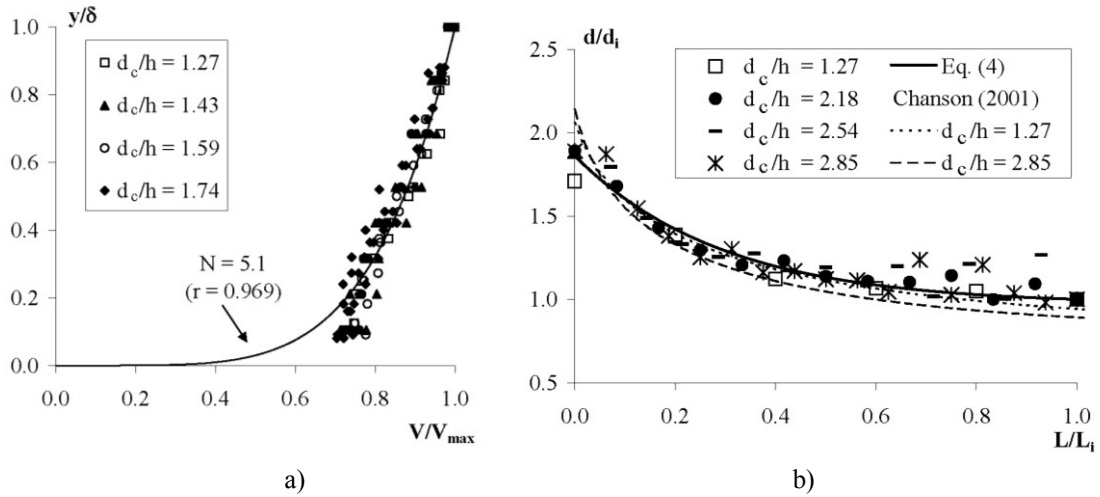 y/δ
1.0
0.8
0.6
0.4
0.2
0.0
d_c/h = 1.27
d_c/h = 1.43
d_c/h = 1.59
d_c/h = 1.74
N = 5.1
(r = 0.969)
0.0 0.2 0.4 0.6 0.8 1.0
V/V_max
a)
d/d_i
2.5
2.0
1.5
1.0
0.5
d_c/h = 1.27
d_c/h = 2.18
d_c/h = 2.54
d_c/h = 2.85
Eq. (4)
Chanson (2001)
d_c/h = 1.27
d_c/h = 2.85
0.0 0.2 0.4 0.6 0.8 1.0
L/L_i
b)